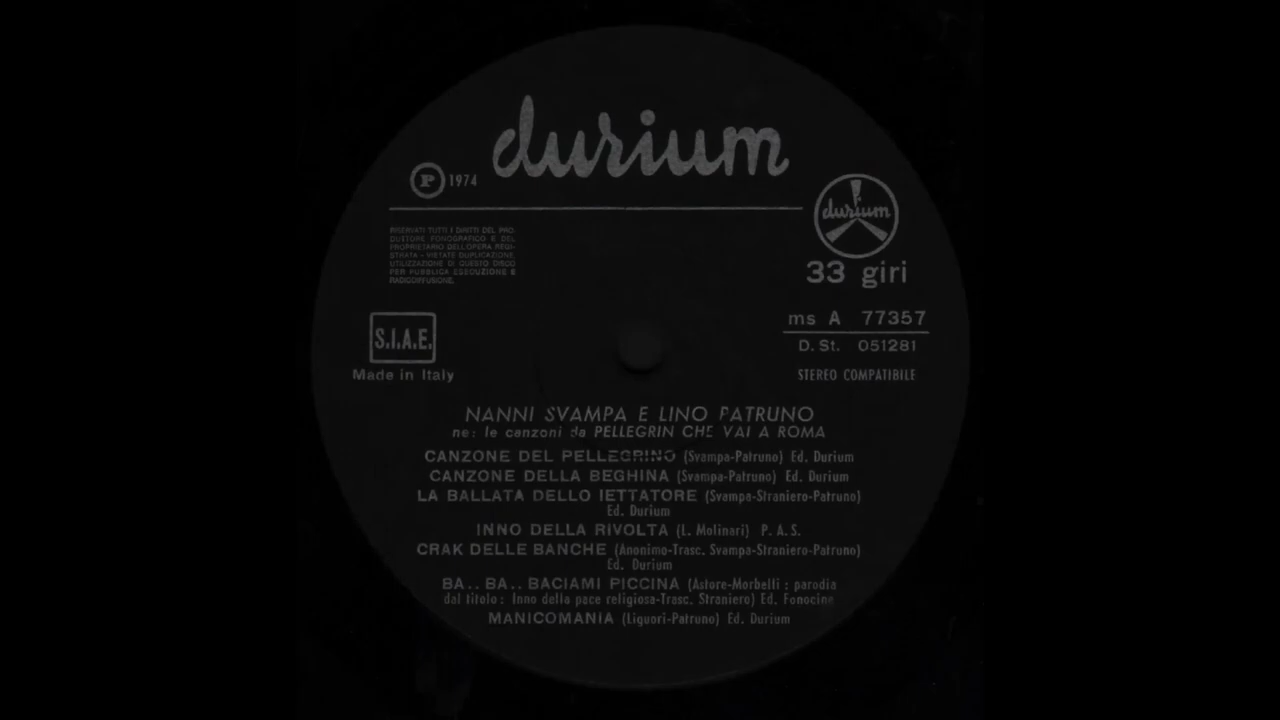 durium
P 1974
durium
RISERVATI TUTTI I DIRITTI DEL PRO-
DUTTORE FONOGRAFICO E DEL
PROPRIETARIO DELL'OPERA REGI-
STRATA - VIETATE DUPLICAZIONE,
UTILIZZAZIONE DI QUESTO DISCO
PER PUBBLICA ESECUZIONE E
RADIODIFFUSIONE.
33 giri
S.I.A.E.
Made in Italy
ms A 77357
D. St. 051281
STEREO COMPATIBILE
NANNI SVAMPA E LINO PATRUNO
ne: le canzoni da PELLEGRIN CHE VAI A ROMA
CANZONE DEL PELLEGRINO (Svampa-Patruno) Ed. Durium
CANZONE DELLA BEGHINA (Svampa-Patruno) Ed. Durium
LA BALLATA DELLO IETTATORE (Svampa-Straniero-Patruno)
Ed. Durium
INNO DELLA RIVOLTA (L. Molinari) P. A. S.
CRAK DELLE BANCHE (Anonimo-Trasc. Svampa-Straniero-Patruno)
Ed. Durium
BA.. BA.. BACIAMI PICCINA (Astore-Morbelli : parodia
dal titolo : Inno della pace religiosa-Trasc. Straniero) Ed. Fonocine
MANICOMANIA (Liguori-Patruno) Ed. Durium